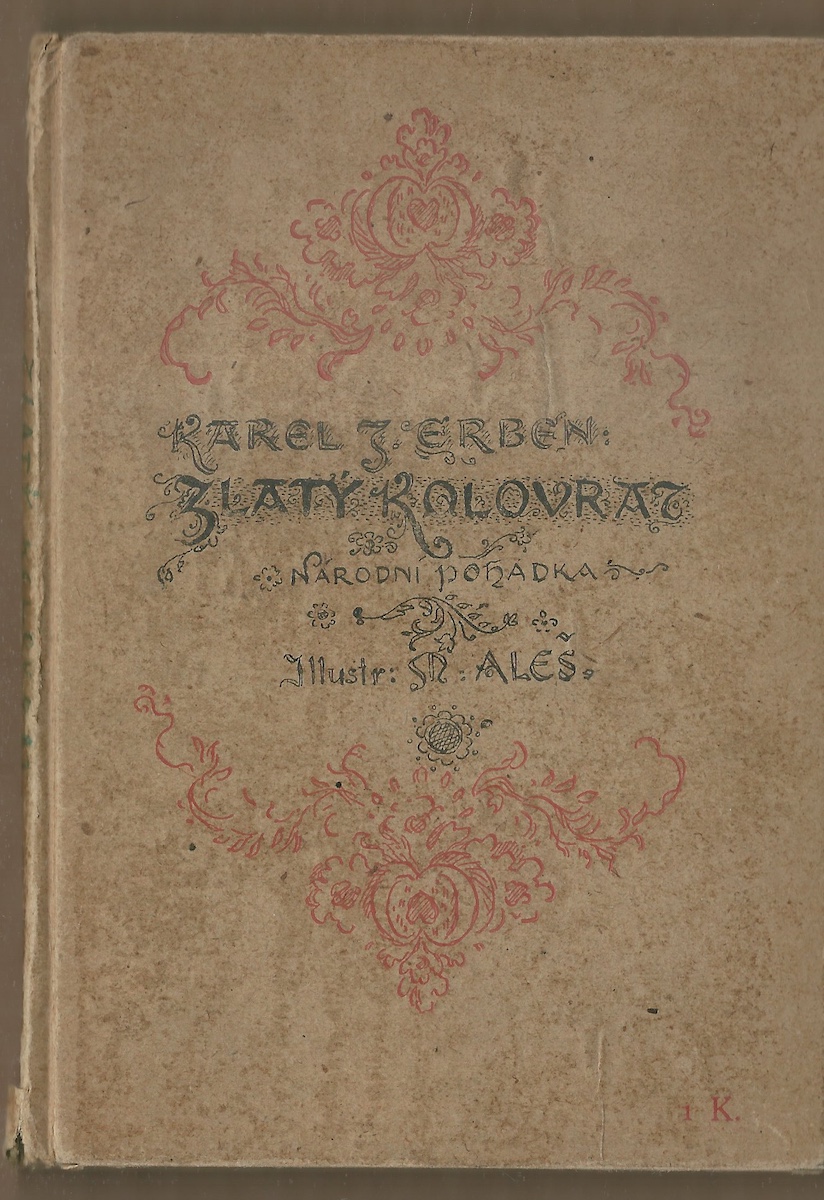 KAREL J. ERBEN:
ZLATÝ KOLOVRAT
NÁRODNÍ POHÁDKA
Illustr: M: ALEŠ.
1 K.